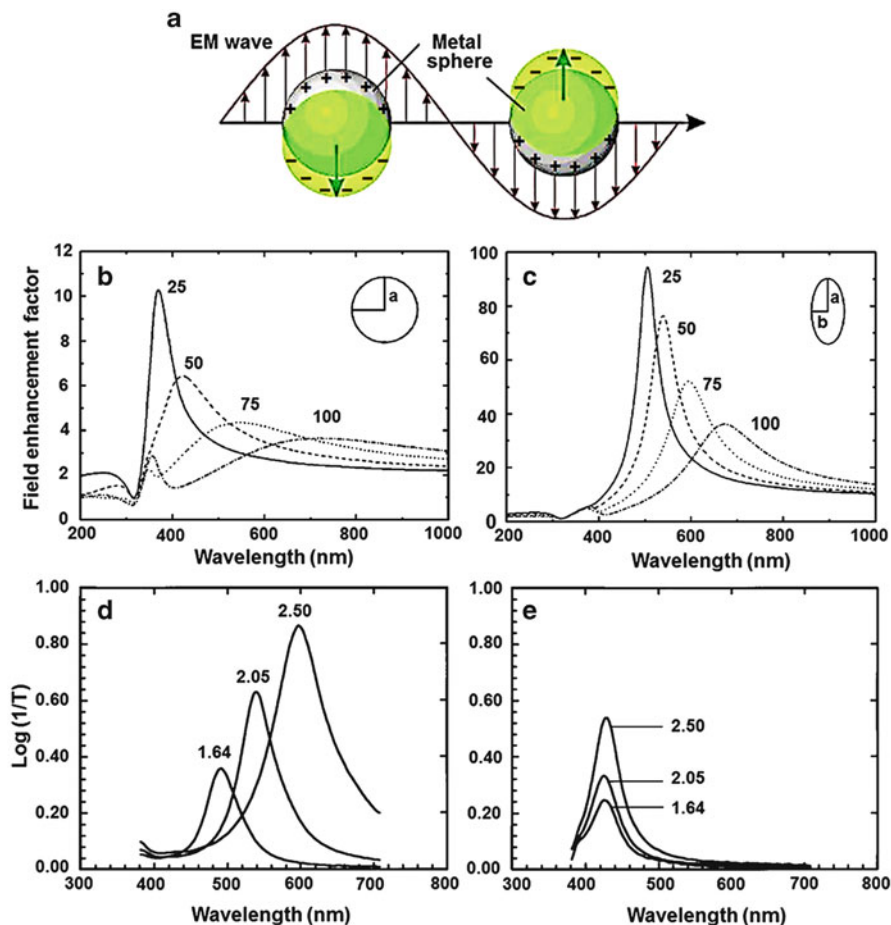 a
EM wave
Metal
sphere
+ + + + + + + +
- - - - - - - -
b
12
10
8
6
4
2
0
25
50
75
100
a
Field enhancement factor
200 400 600 800 1000
Wavelength (nm)
c
100
80
60
40
20
0
25
50
75
100
a
b
200 400 600 800 1000
Wavelength (nm)
d
1.00
0.80
0.60
0.40
0.20
0.00
2.50
2.05
1.64
Log (1/T)
300 400 500 600 700 800
Wavelength (nm)
e
1.00
0.80
0.60
0.40
0.20
0.00
2.50
2.05
1.64
300 400 500 600 700 800
Wavelength (nm)